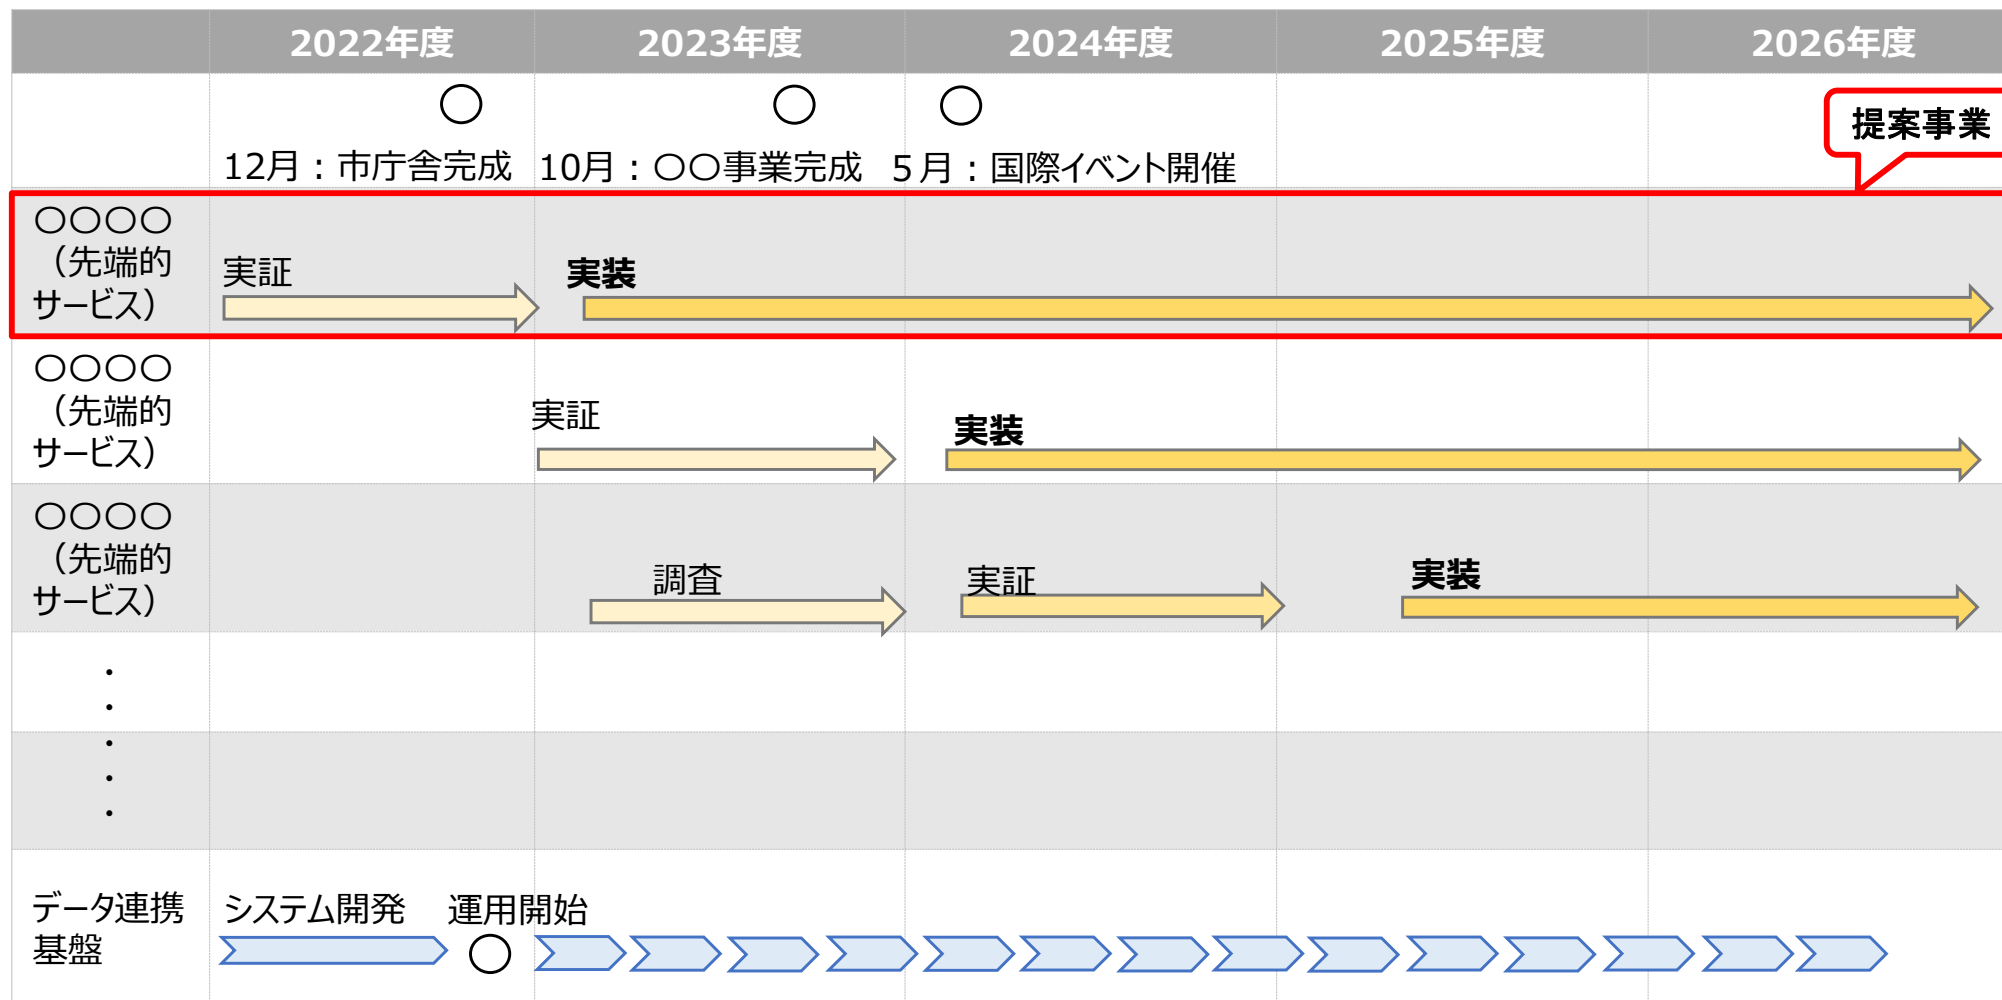 2022年度 2023年度 2024年度 2025年度 2026年度
〇 〇 〇
提案事業
12月：市庁舎完成 10月：〇〇事業完成 ５月：国際イベント開催
〇〇〇〇
（先端的
サービス）
実証 実装
〇〇〇〇
（先端的
サービス）
実証 実装
〇〇〇〇
（先端的
サービス）
調査 実証 実装
・
・
・
・
・
データ連携
基盤
システム開発 運用開始
〇